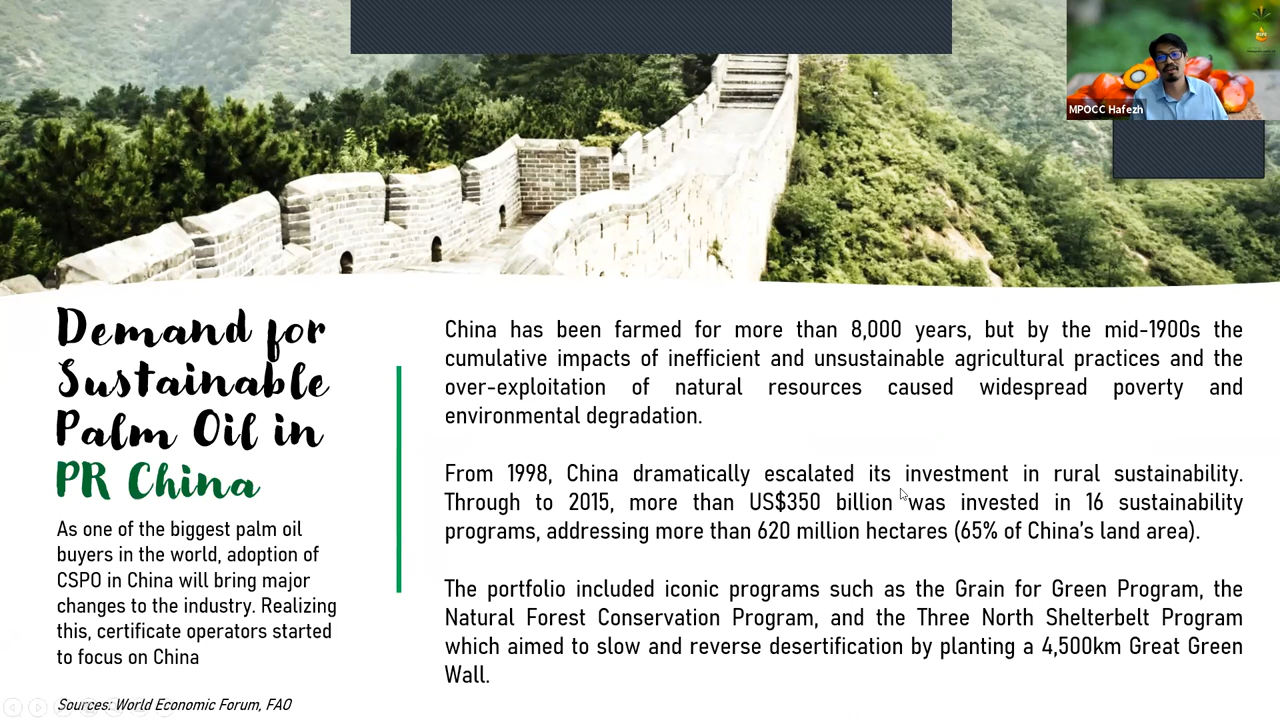 MPOCC Hafezh
Demand for
Sustainable
Palm Oil in
PR China
As one of the biggest palm oil
buyers in the world, adoption of
CSPO in China will bring major
changes to the industry. Realizing
this, certificate operators started
to focus on China
China has been farmed for more than 8,000 years, but by the mid-1900s the
cumulative impacts of inefficient and unsustainable agricultural practices and the
over-exploitation of natural resources caused widespread poverty and
environmental degradation.
From 1998, China dramatically escalated its investment in rural sustainability.
Through to 2015, more than US$350 billion was invested in 16 sustainability
programs, addressing more than 620 million hectares (65% of China's land area).
The portfolio included iconic programs such as the Grain for Green Program, the
Natural Forest Conservation Program, and the Three North Shelterbelt Program
which aimed to slow and reverse desertification by planting a 4,500km Great Green
Wall.
Sources: World Economic Forum, FAO